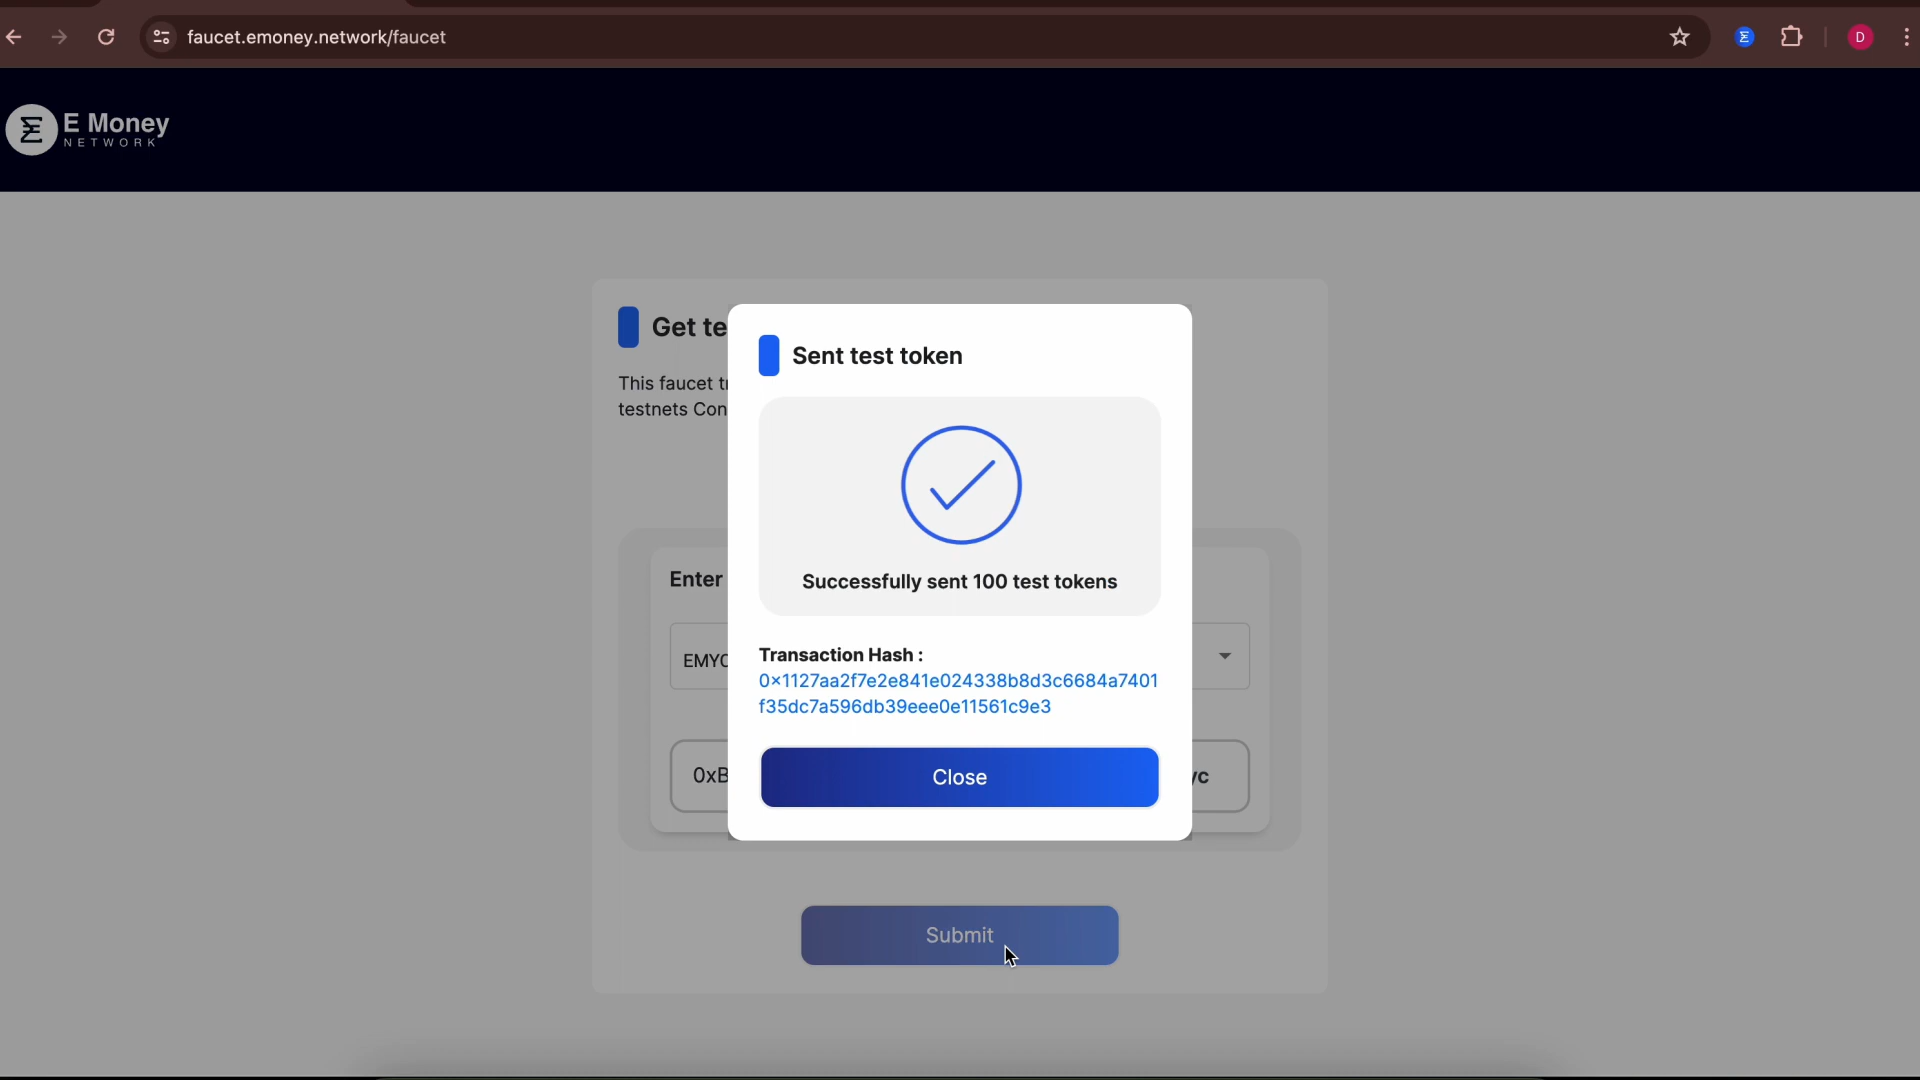 faucet.emoney.network/faucet
D
E Money
NETWORK
Get te
This faucet t
testnets Con
Sent test token
Successfully sent 100 test tokens
Enter
EMYC
Transaction Hash :
0x1127aa2f7e2e841e024338b8d3c6684a7401
f35dc7a596db39eee0e11561c9e3
0xB
yc
Close
Submit